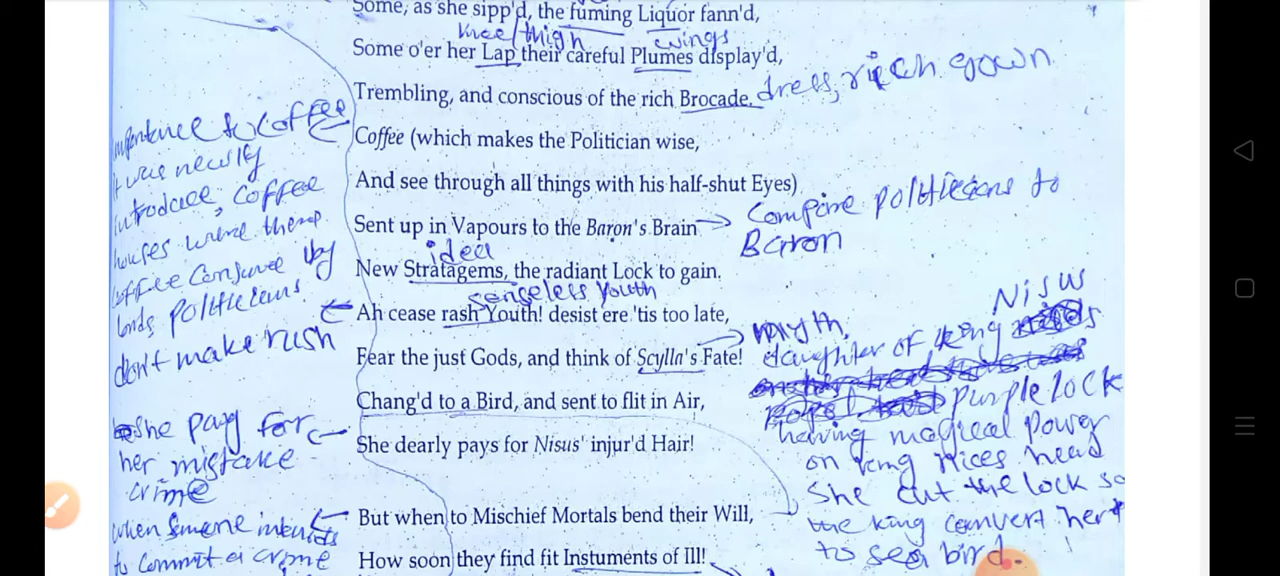 Some, as she sipp'd, the fuming Liquor fann'd,
knee/thigh wings
Some o'er her Lap their careful Plumes display'd,
Trembling, and conscious of the rich Brocade.
dress, rich gown
Coffee (which makes the Politician wise,
And see through all things with his half-shut Eyes)
Sent up in Vapours to the Baron's Brain
Compare politicians to
Baron
idea
New Stratagems, the radiant Lock to gain.
senseless Youth
Ah cease rash Youth! desist ere 'tis too late,
Fear the just Gods, and think of Scylla's Fate!
Chang'd to a Bird, and sent to flit in Air,
She dearly pays for Nisus' injur'd Hair!
But when to Mischief Mortals bend their Will,
How soon they find fit Instuments of Ill!
to coffee
it was newly
introduce, coffee
houses were
coffee by
lords, politicians
don't make rush
she pay for
her mistake
crime
when someone
to commit a crime
Nisus
myth,
daughter of king
purple lock
having magical power
on king Nices head
She cut the lock so
the king convert her
to sea bird.